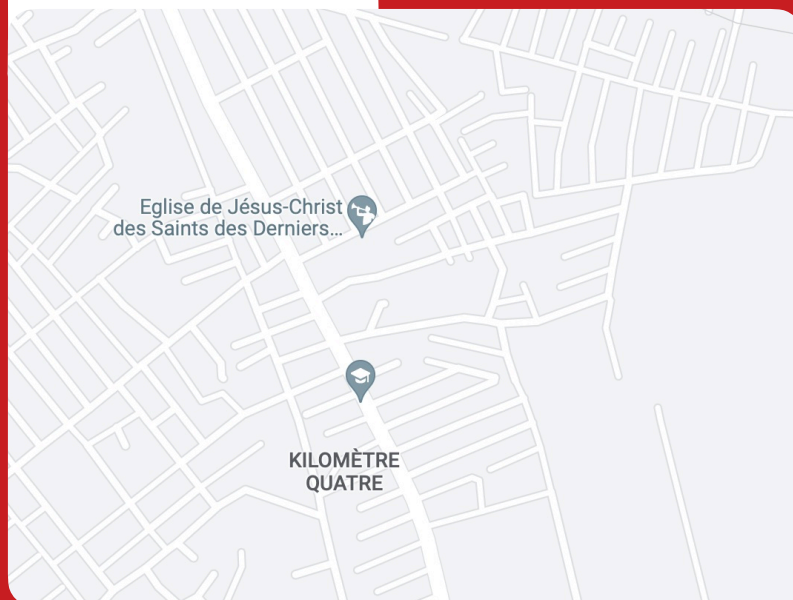 Eglise de Jésus-Christ
des Saints des Derniers...
KILOMÈTRE
QUATRE